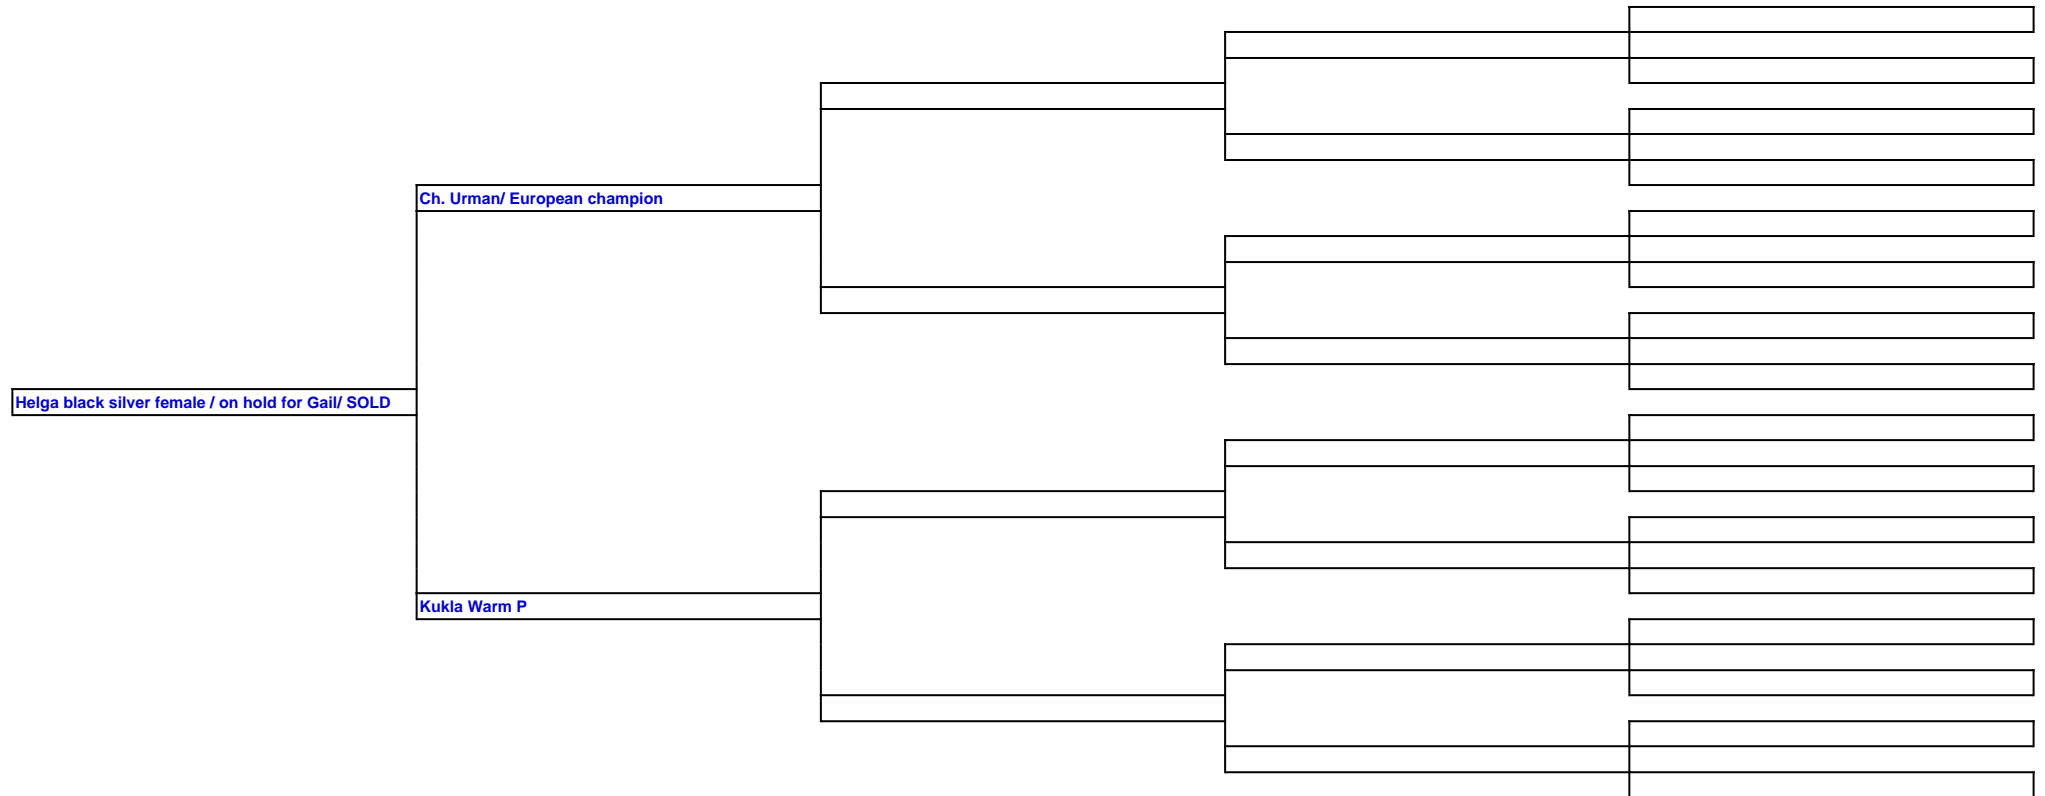 Ch. Urman/ European champion
Helga black silver female / on hold for Gail/ SOLD
Kukla Warm P